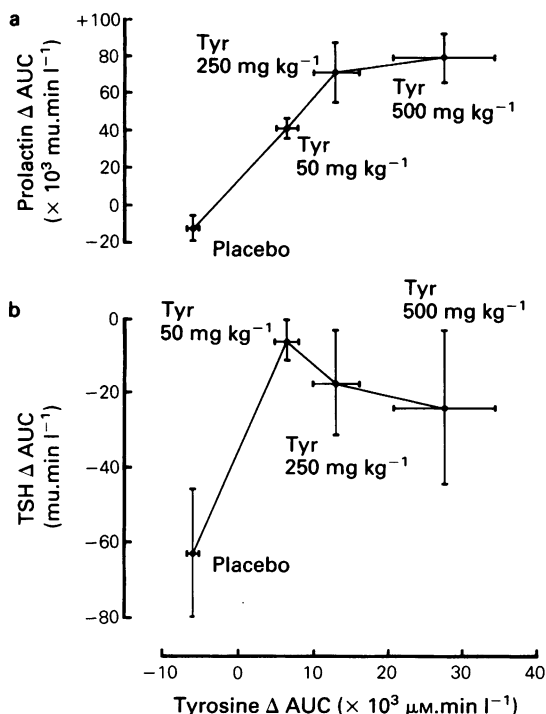 a
+100
80
60
40
20
0
−20
Prolactin Δ AUC
(× 10³ mu.min l⁻¹)
Tyr
250 mg kg⁻¹
Tyr
500 mg kg⁻¹
Tyr
50 mg kg⁻¹
Placebo
b
0
−20
−40
−60
−80
TSH Δ AUC
(mu.min l⁻¹)
Tyr
50 mg kg⁻¹
Tyr
500 mg kg⁻¹
Tyr
250 mg kg⁻¹
Placebo
−10 0 10 20 30 40
Tyrosine Δ AUC (× 10³ μM.min l⁻¹)